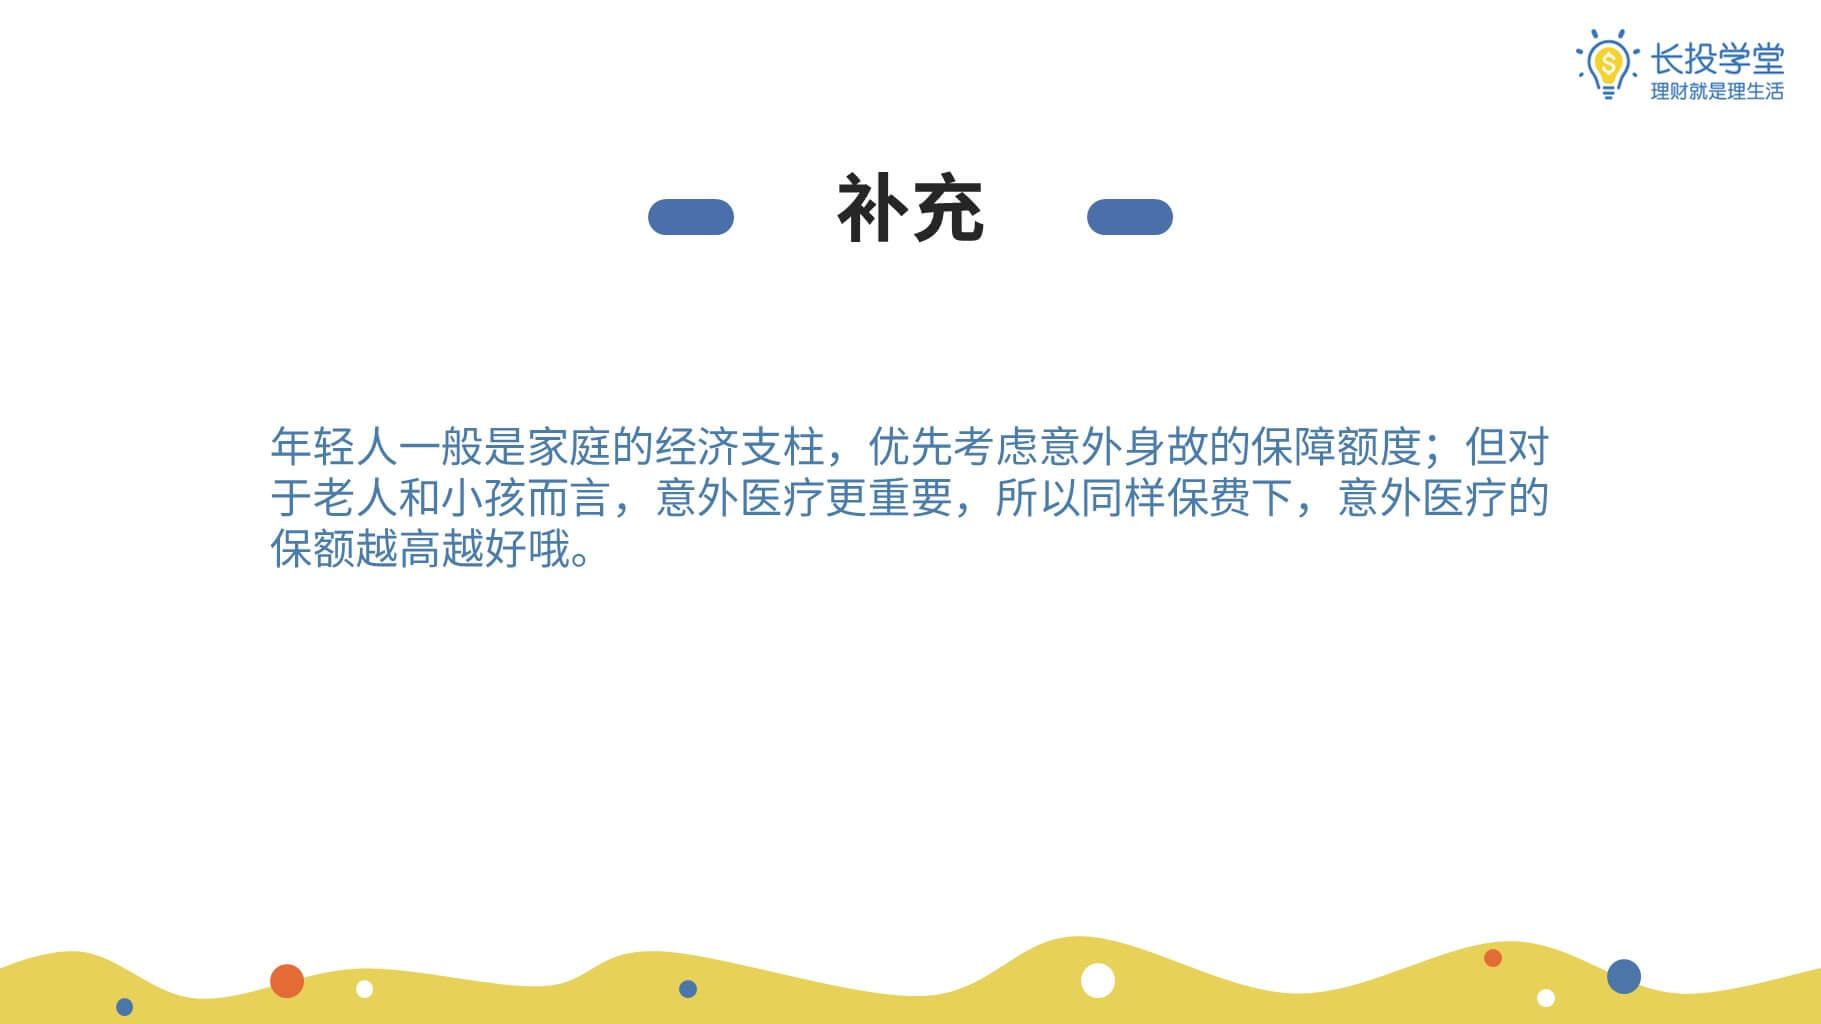 长投学堂
理财就是理生活
补充
年轻人一般是家庭的经济支柱，优先考虑意外身故的保障额度；但对
于老人和小孩而言，意外医疗更重要，所以同样保费下，意外医疗的
保额越高越好哦。